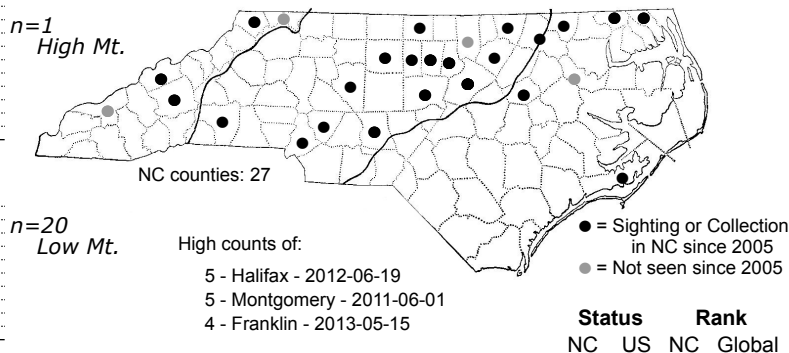 n=1
High Mt.
NC counties: 27
n=20
Low Mt.
High counts of:
5 - Halifax - 2012-06-19
5 - Montgomery - 2011-06-01
4 - Franklin - 2013-05-15
● = Sighting or Collection
in NC since 2005
● = Not seen since 2005
Status Rank
NC US NC Global